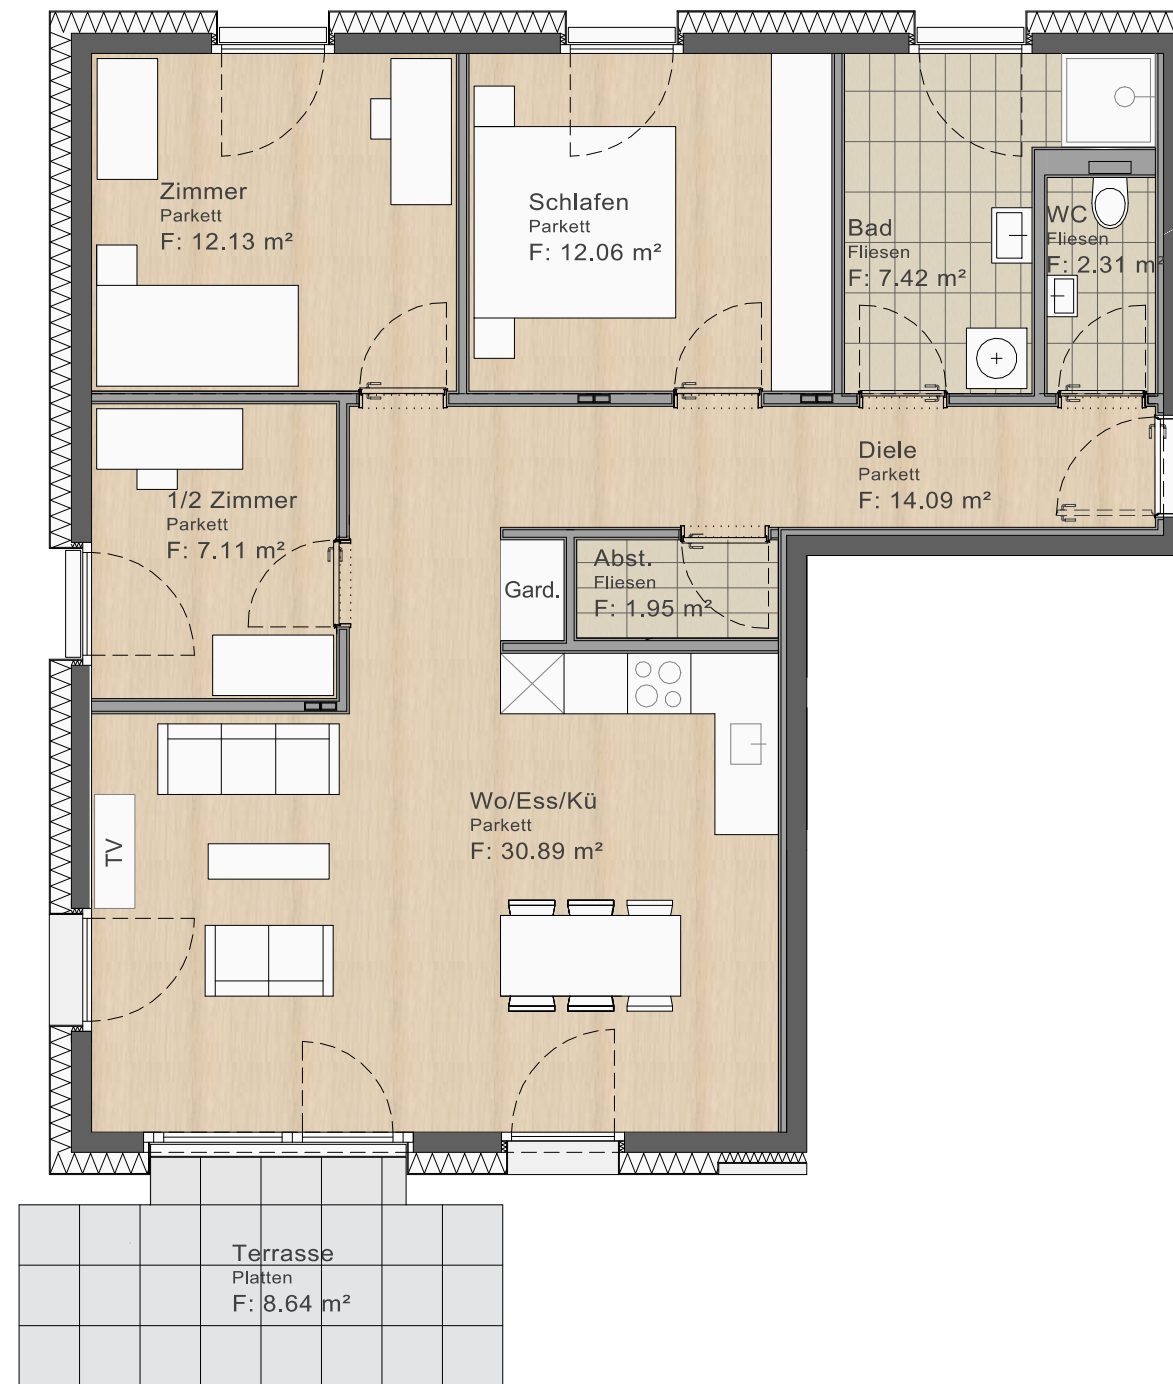 Zimmer
Parkett
F: 12.13 m²
Schlafen
Parkett
F: 12.06 m²
Bad
Fliesen
F: 7.42 m²
WC
Fliesen
F: 2.31 m²
Diele
Parkett
F: 14.09 m²
1/2 Zimmer
Parkett
F: 7.11 m²
Gard.
Abst.
Fliesen
F: 1.95 m²
Wo/Ess/Kü
Parkett
F: 30.89 m²
TV
Terrasse
Platten
F: 8.64 m²